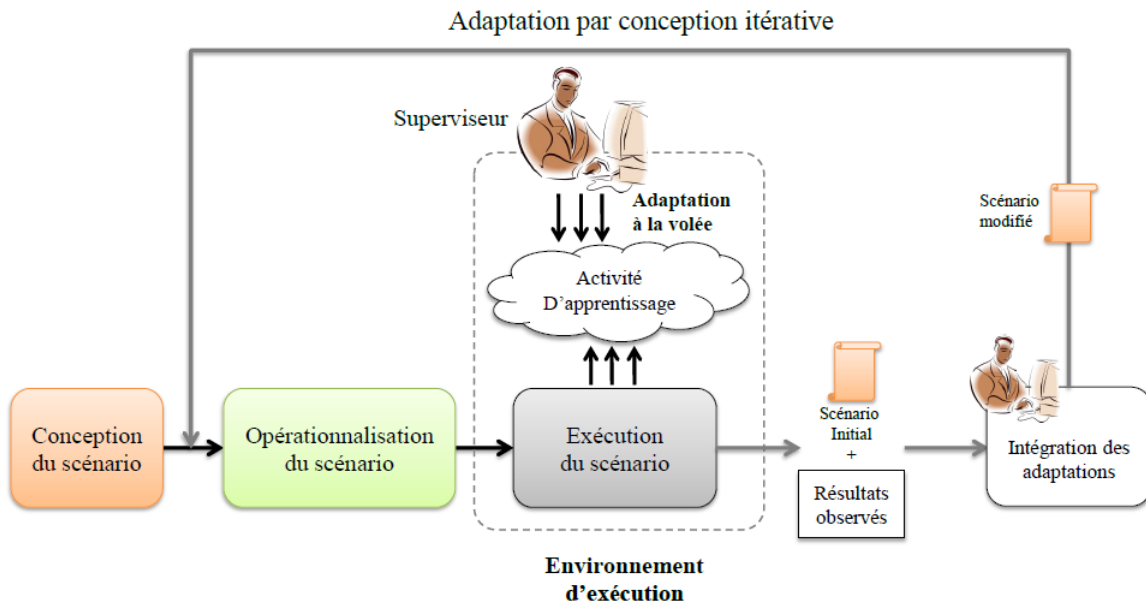 Adaptation par conception itérative
Superviseur
Adaptation
à la volée
Scénario
modifié
Activité
D’apprentissage
Conception
du scénario
Opérationnalisation
du scénario
Exécution
du scénario
Scénario
Initial
+
Résultats
observés
Intégration des
adaptations
Environnement
d’exécution